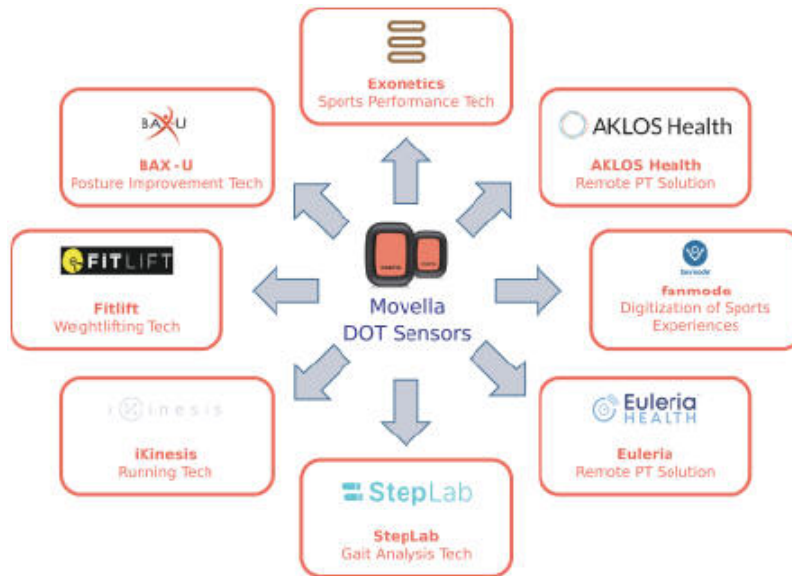 Exonetics
Sports Performance Tech
BAX-U
BAX - U
Posture Improvement Tech
AKLOS Health
AKLOS Health
Remote PT Solution
FiTLIFT
Fitlift
Weightlifting Tech
Movella
DOT Sensors
fanmode
fanmode
Digitization of Sports
Experiences
iKinesis
iKinesis
Running Tech
Euleria
HEALTH
Euleria
Remote PT Solution
StepLab
StepLab
Gait Analysis Tech